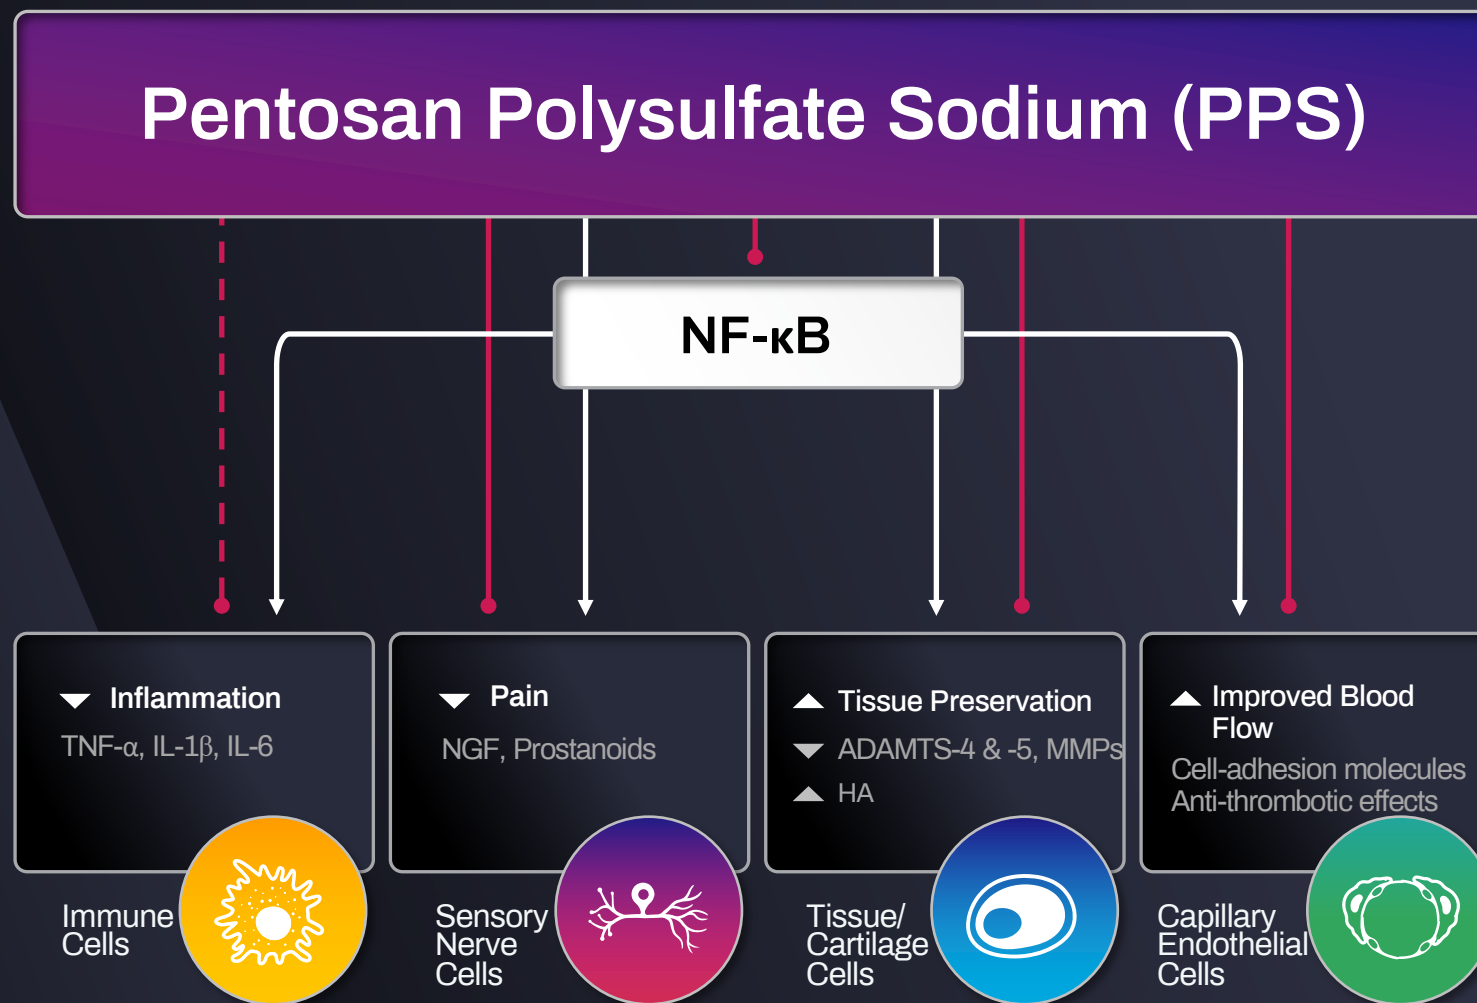 Pentosan Polysulfate Sodium (PPS)
NF-κB
Inflammation
TNF-α, IL-1β, IL-6
Immune
Cells
Pain
NGF, Prostanoids
Sensory
Nerve
Cells
Tissue Preservation
ADAMTS-4 & -5, MMPs
HA
Tissue/
Cartilage
Cells
Improved Blood
Flow
Cell-adhesion molecules
Anti-thrombotic effects
Capillary
Endothelial
Cells